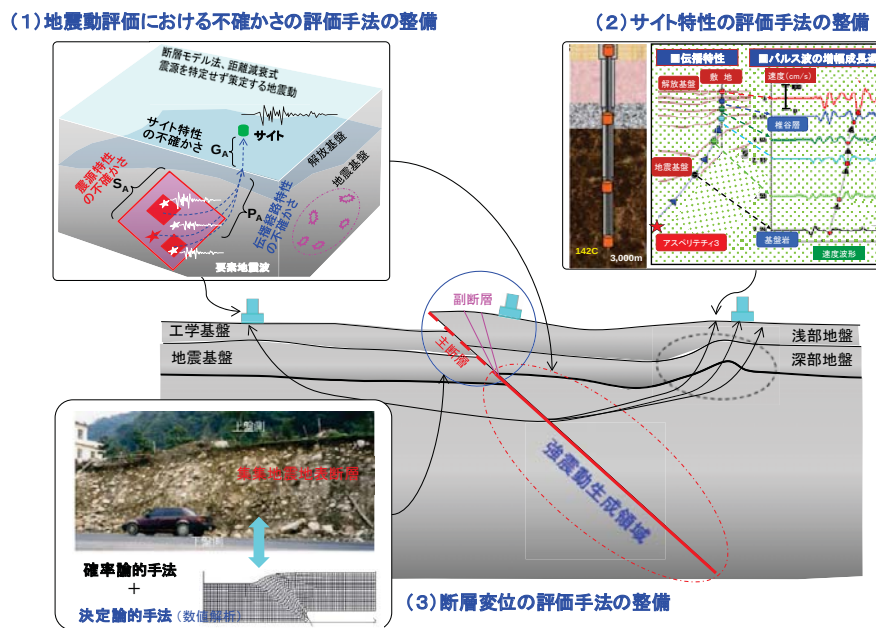 (1)地震動評価における不確かさの評価手法の整備
断層モデル法、距離減衰式
震源を特定せず策定する地震動
サイト特性
の不確かさ
サイト
GA
解放基盤
地震基盤
震源特性
の不確かさ
SA
PA
伝播経路特性
の不確かさ
要素地震波
(2)サイト特性の評価手法の整備
■伝播特性
■パルス波の増幅成長過
敷 地
速度(cm/s)
解放基盤
椎谷層
地震基盤
アスペリティ3
基盤岩
速度波形
142C
3,000m
副断層
主断層
工学基盤
地震基盤
浅部地盤
深部地盤
強震動生成領域
上盤側
集集地震地表断層
下盤側
確率論的手法
+
決定論的手法(数値解析)
(3)断層変位の評価手法の整備